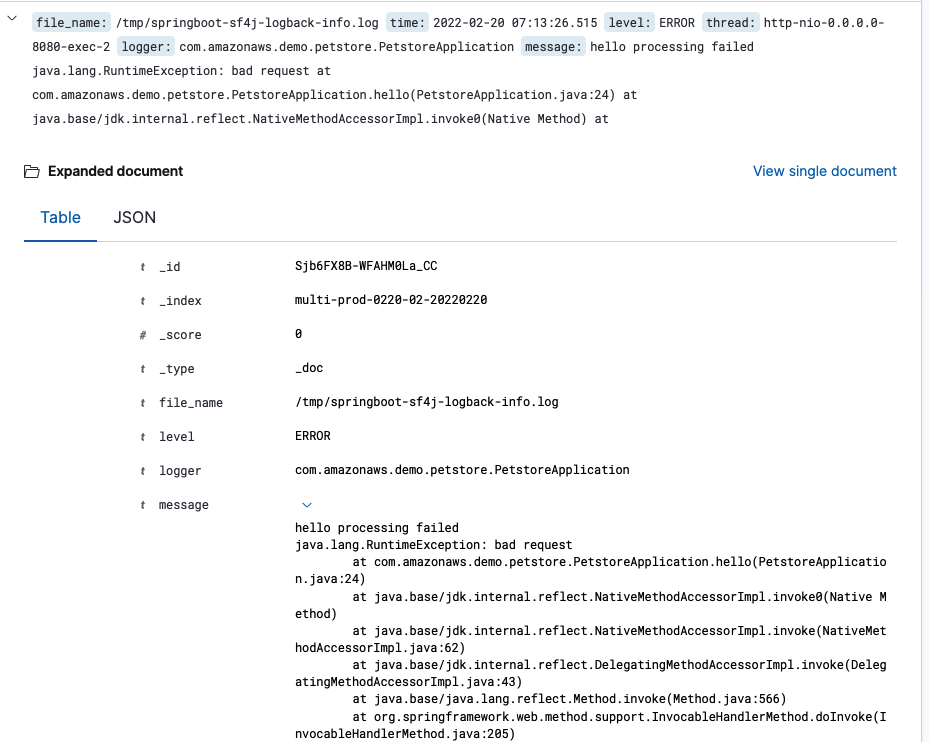 file_name: /tmp/springboot-sf4j-logback-info.log time: 2022-02-20 07:13:26.515 level: ERROR thread: http-nio-0.0.0.0-
8080-exec-2 logger: com.amazonaws.demo.petstore.PetstoreApplication message: hello processing failed
java.lang.RuntimeException: bad request at
com.amazonaws.demo.petstore.PetstoreApplication.hello(PetstoreApplication.java:24) at
java.base/jdk.internal.reflect.NativeMethodAccessorImpl.invoke0(Native Method) at
Expanded document View single document
Table JSON
t _id Sjb6FX8B-WFAHM0La_CC
t _index multi-prod-0220-02-20220220
# _score 0
t _type _doc
t file_name /tmp/springboot-sf4j-logback-info.log
t level ERROR
t logger com.amazonaws.demo.petstore.PetstoreApplication
t message
hello processing failed
java.lang.RuntimeException: bad request
at com.amazonaws.demo.petstore.PetstoreApplication.hello(PetstoreApplicatio
n.java:24)
at java.base/jdk.internal.reflect.NativeMethodAccessorImpl.invoke0(Native M
ethod)
at java.base/jdk.internal.reflect.NativeMethodAccessorImpl.invoke(NativeMet
hodAccessorImpl.java:62)
at java.base/jdk.internal.reflect.DelegatingMethodAccessorImpl.invoke(Deleg
atingMethodAccessorImpl.java:43)
at java.base/java.lang.reflect.Method.invoke(Method.java:566)
at org.springframework.web.method.support.InvocableHandlerMethod.doInvoke(I
nvocableHandlerMethod.java:205)